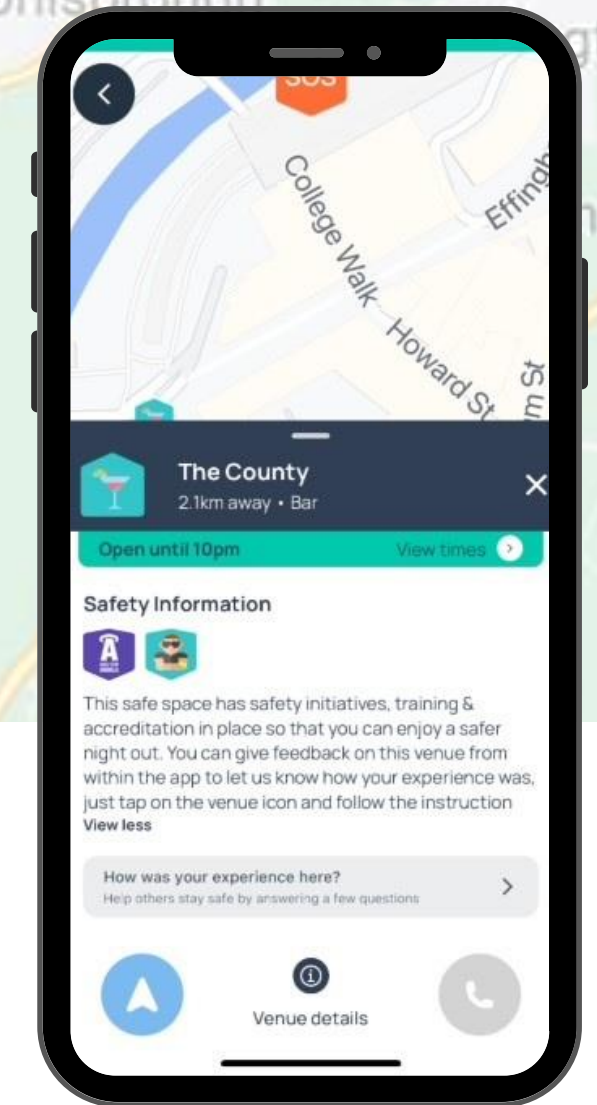 SOS
College Walk
Howard St
The County
2.1km away • Bar
Open until 10pm
View times
Safety Information
A
This safe space has safety initiatives, training &
accreditation in place so that you can enjoy a safer
night out. You can give feedback on this venue from
within the app to let us know how your experience was,
just tap on the venue icon and follow the instruction
View less
How was your experience here?
Help others stay safe by answering a few questions
Venue details